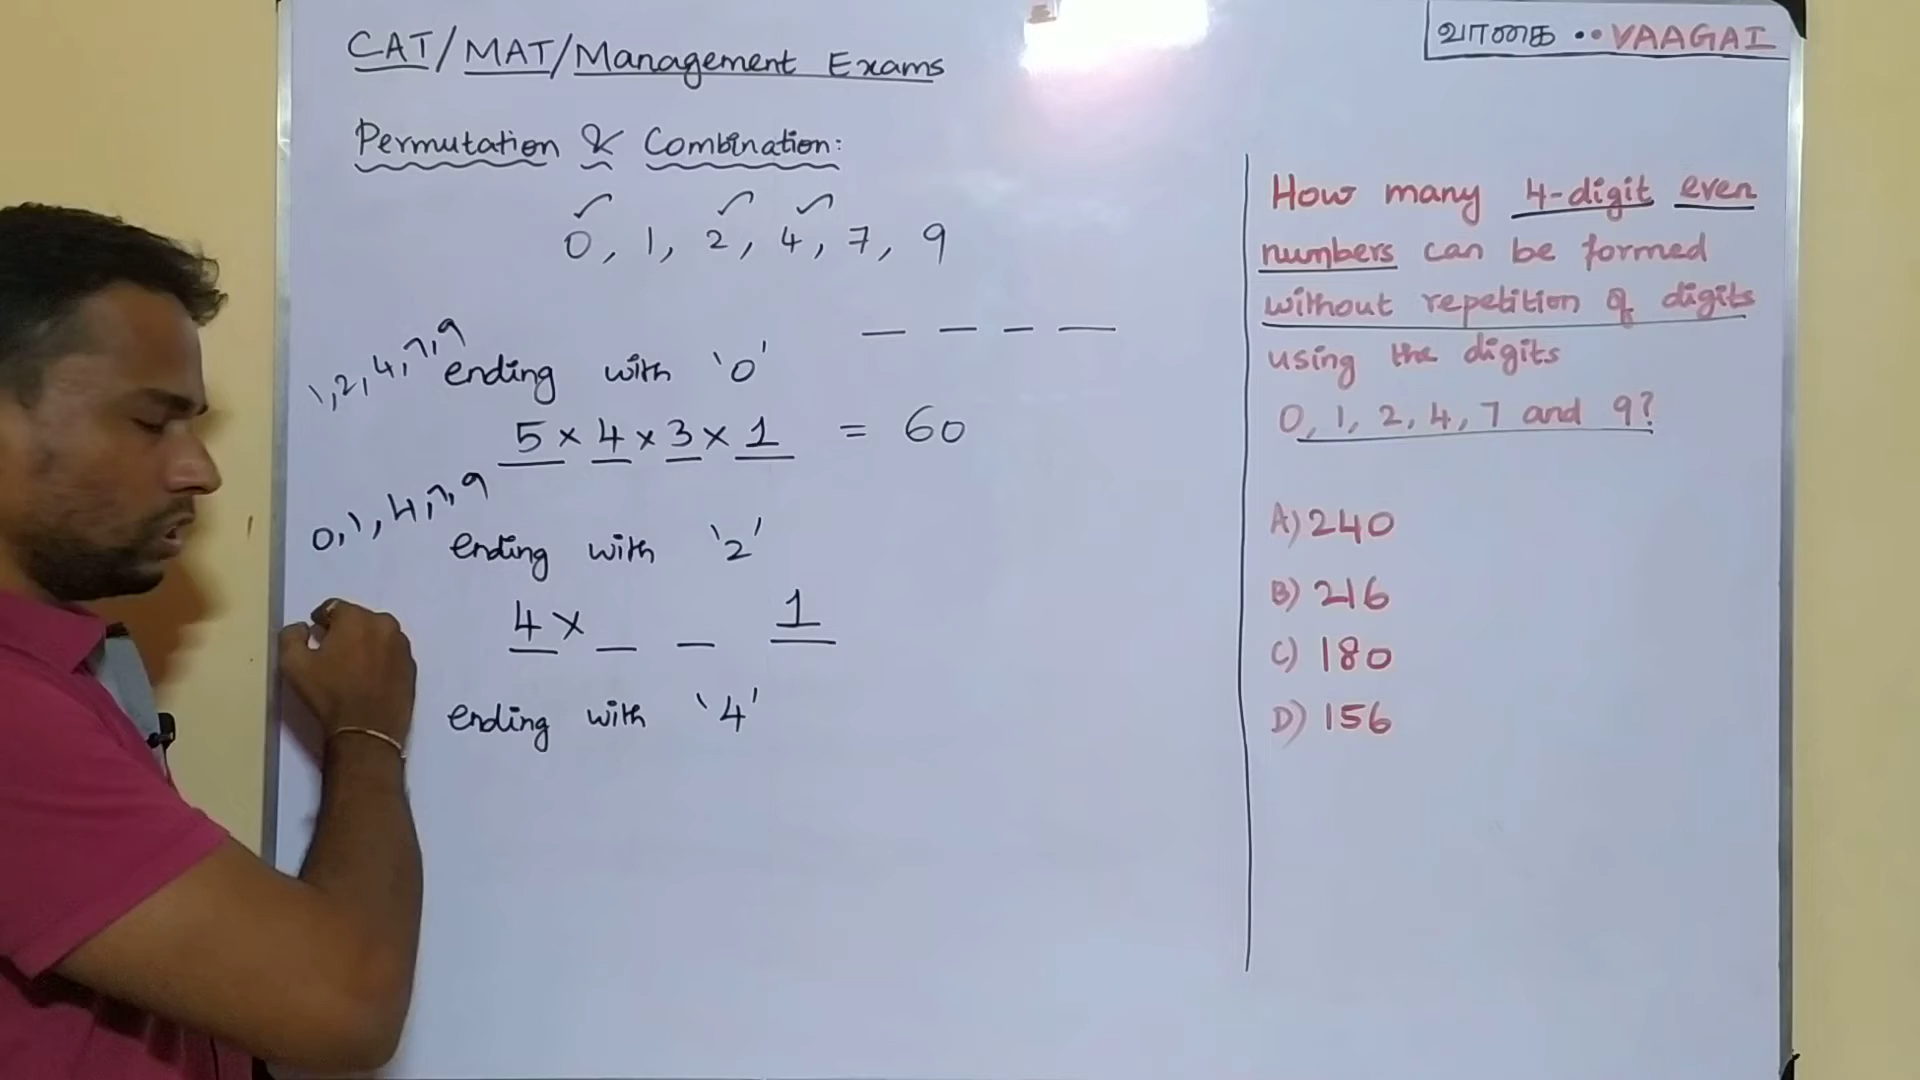 CAT/MAT/Management Exams
வாகை..VAAGAI
Permutation & Combination:
0, 1, 2, 4, 7, 9
1, 2, 4, 7, 9
ending with '0'
5 × 4 × 3 × 1 = 60
0, 1, 4, 7, 9
ending with '2'
4 × _ _ 1
ending with '4'
How many 4-digit even
numbers can be formed
without repetition of digits
using the digits
0, 1, 2, 4, 7 and 9?
A) 240
B) 216
C) 180
D) 156